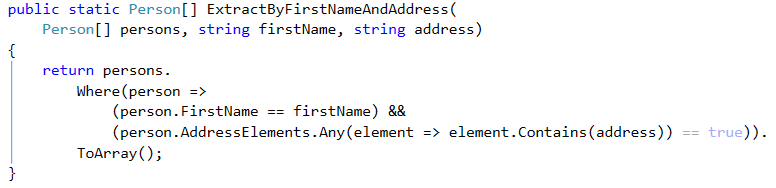 public static Person[] ExtractByFirstNameAndAddress(
    Person[] persons, string firstName, string address)
{
    return persons.
        Where(person =>
            (person.FirstName == firstName) &&
            (person.AddressElements.Any(element => element.Contains(address)) == true)).
        ToArray();
}